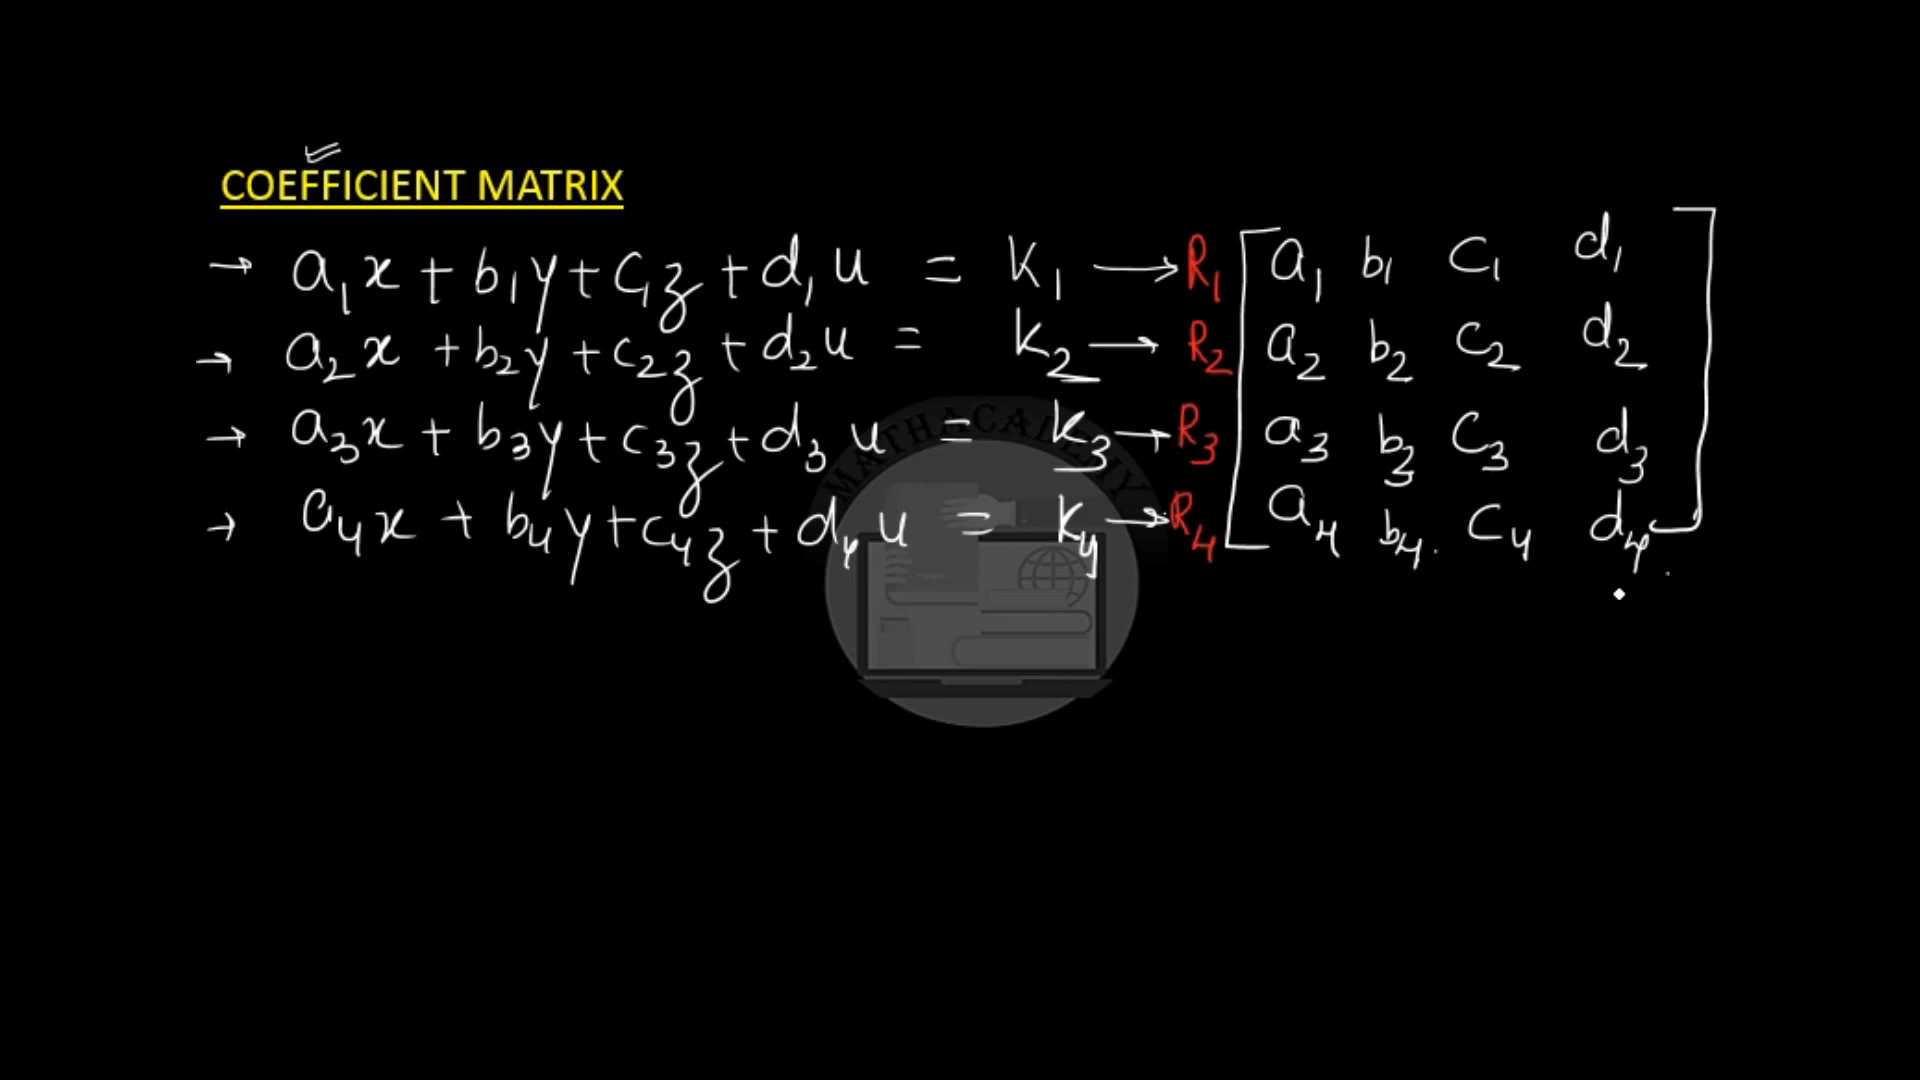 COEFFICIENT MATRIX
→ a₁x + b₁y + c₁z + d₁u = k₁ → R₁ [ a₁ b₁ c₁ d₁ ]
→ a₂x + b₂y + c₂z + d₂u = k₂ → R₂ [ a₂ b₂ c₂ d₂ ]
→ a₃x + b₃y + c₃z + d₃u = k₃ → R₃ [ a₃ b₃ c₃ d₃ ]
→ a₄x + b₄y + c₄z + d₄u = k₄ → R₄ [ a₄ b₄ c₄ d₄ ]
MATHACADEMY